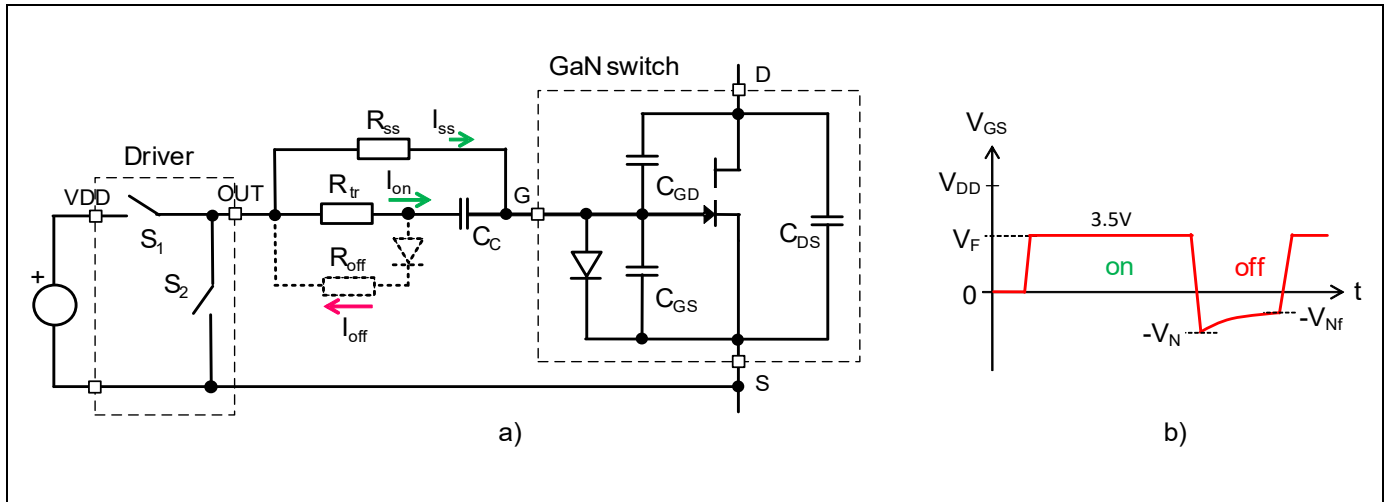 GaN switch
D
R_ss
I_ss
Driver
VDD
OUT
R_tr
I_on
G
C_GD
S_1
C_C
C_DS
+
R_off
S_2
C_GS
I_off
S
a)
V_GS
V_DD
3.5V
V_F
on
off
0
t
-V_N
-V_Nf
b)